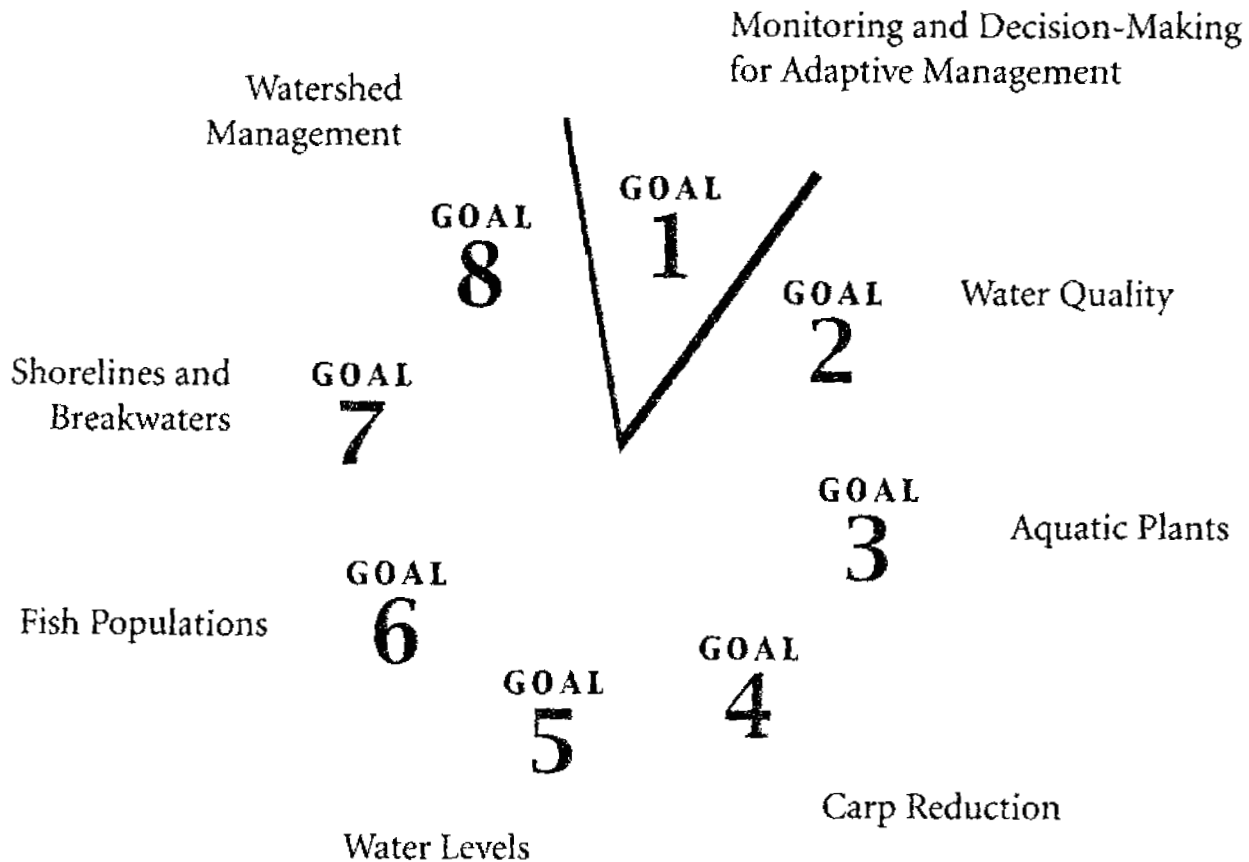 Monitoring and Decision-Making
for Adaptive Management
GOAL
1
GOAL
2
Water Quality
GOAL
3
Aquatic Plants
GOAL
4
Carp Reduction
GOAL
5
Water Levels
GOAL
6
Fish Populations
GOAL
7
Shorelines and
Breakwaters
GOAL
8
Watershed
Management